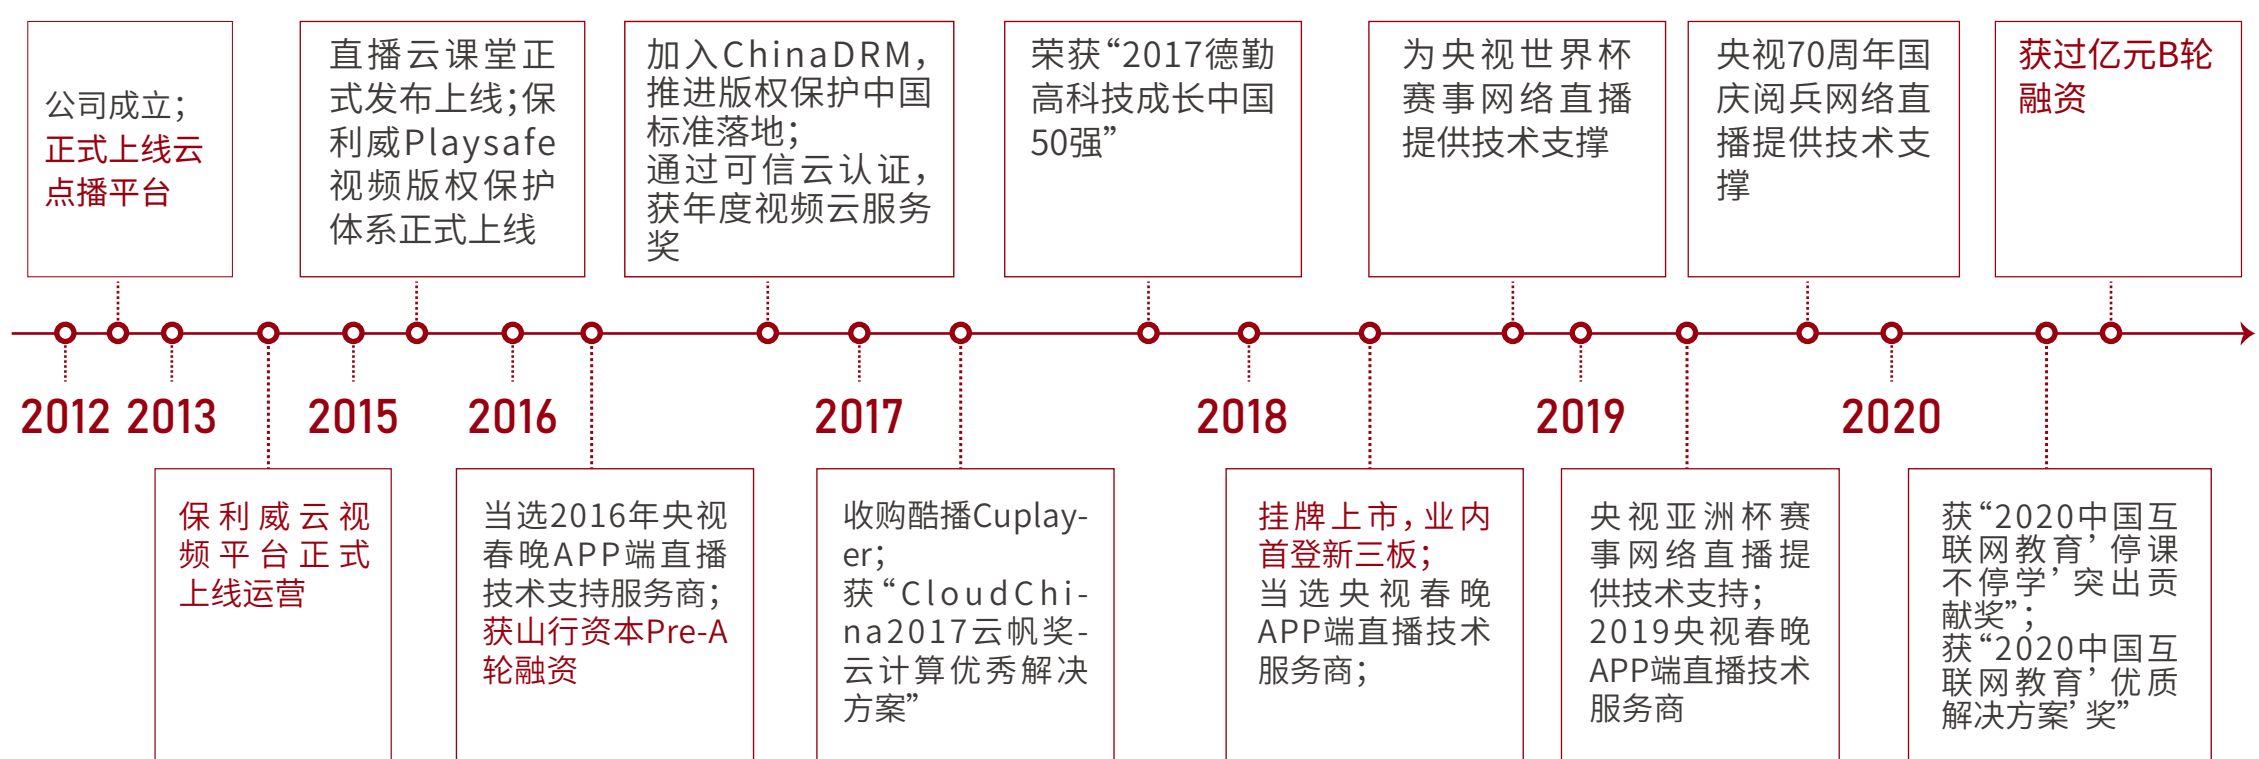 公司成立；
正式上线云
点播平台
直播云课堂正
式发布上线；保
利威Playsafe
视频版权保护
体系正式上线
加入ChinaDRM，
推进版权保护中国
标准落地；
通过可信云认证，
获年度视频云服务
奖
荣获“2017德勤
高科技成长中国
50强”
为央视世界杯
赛事网络直播
提供技术支撑
央视70周年国
庆阅兵网络直
播提供技术支
撑
获过亿元B轮
融资
2012
2013
2015
2016
2017
2018
2019
2020
保利威云视
频平台正式
上线运营
当选2016年央视
春晚APP端直播
技术支持服务商；
获山行资本Pre-A
轮融资
收购酷播Cuplay-
er；
获“CloudChi-
na2017云帆奖-
云计算优秀解决
方案”
挂牌上市，业内
首登新三板；
当选央视春晚
APP端直播技术
服务商；
央视亚洲杯赛
事网络直播提
供技术支持；
2019央视春晚
APP端直播技术
服务商
获“2020中国互
联网教育’停课
不停学’突出贡
献奖”；
获“2020中国互
联网教育’优质
解决方案’奖”